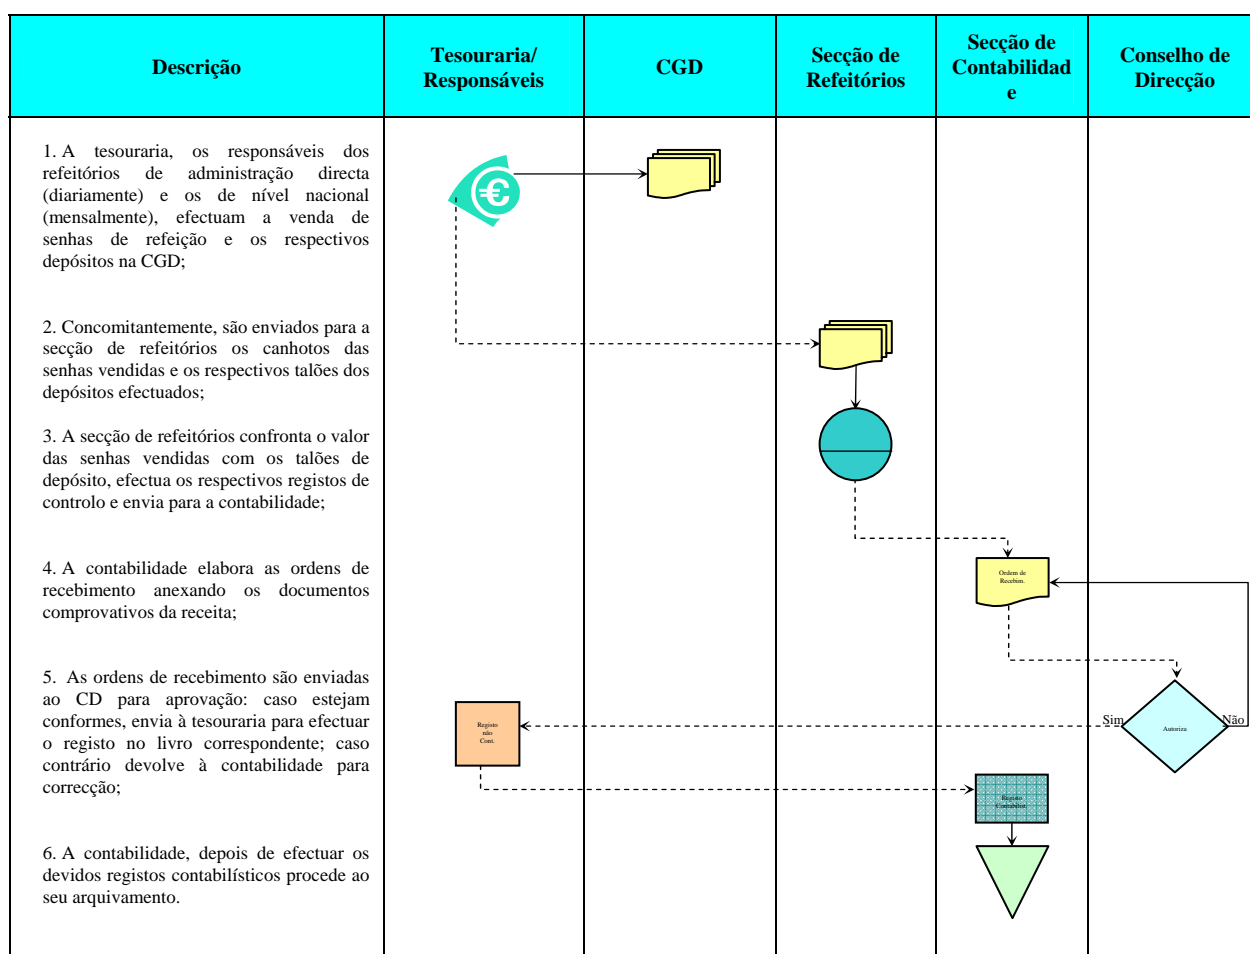 Descrição
Tesouraria/
Responsáveis
CGD
Secção de
Refeitórios
Secção de
Contabilidad
e
Conselho de
Direcção
1. A tesouraria, os responsáveis dos
refeitórios de administração directa
(diariamente) e os de nível nacional
(mensalmente), efectuam a venda de
senhas de refeição e os respectivos
depósitos na CGD;
2. Concomitantemente, são enviados para a
secção de refeitórios os canhotos das
senhas vendidas e os respectivos talões dos
depósitos efectuados;
3. A secção de refeitórios confronta o valor
das senhas vendidas com os talões de
depósito, efectua os respectivos registos de
controlo e envia para a contabilidade;
4. A contabilidade elabora as ordens de
recebimento anexando os documentos
comprovativos da receita;
Ordem de
Recebim.
5. As ordens de recebimento são enviadas
ao CD para aprovação: caso estejam
conformes, envia à tesouraria para efectuar
o registo no livro correspondente; caso
contrário devolve à contabilidade para
correcção;
Registo
não
Cont.
Sim
Autoriza
Não
Registo
6. A contabilidade, depois de efectuar os
devidos registos contabilísticos procede ao
seu arquivamento.